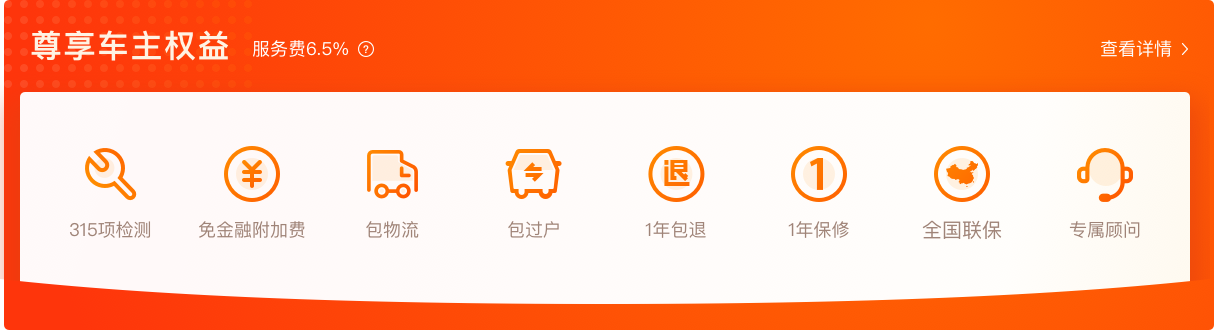 尊享车主权益 服务费6.5% ? 查看详情 >
¥ 退 1
315项检测 免金融附加费 包物流 包过户 1年包退 1年保修 全国联保 专属顾问